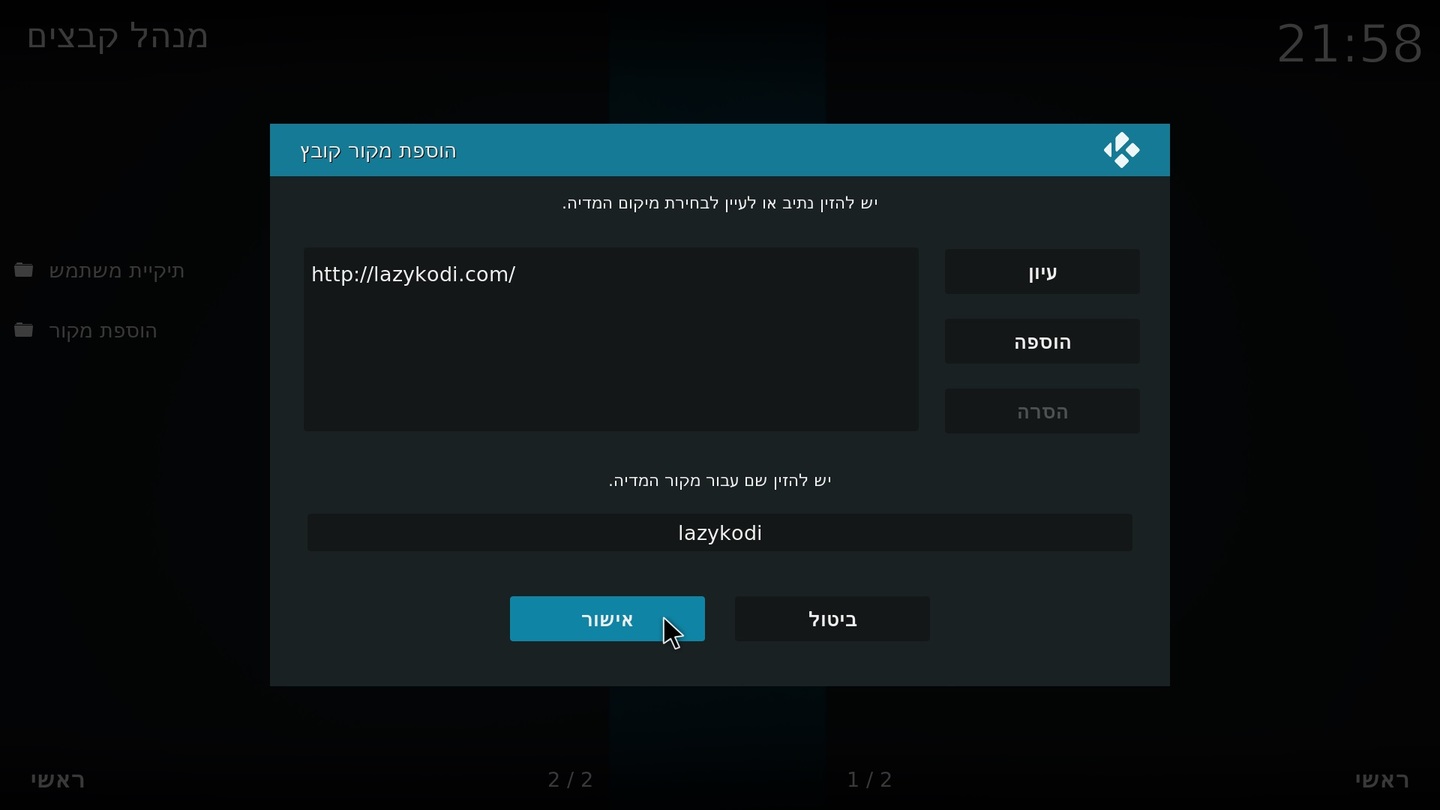 מנהל קבצים
21:58
הוספת מקור קובץ
יש להזין נתיב או לעיין לבחירת מיקום המדיה.
http://lazykodi.com/
עיון
הוספה
הסרה
תיקיית משתמש
הוספת מקור
יש להזין שם עבור מקור המדיה.
lazykodi
אישור
ביטול
ראשי
2 / 2
1 / 2
ראשי